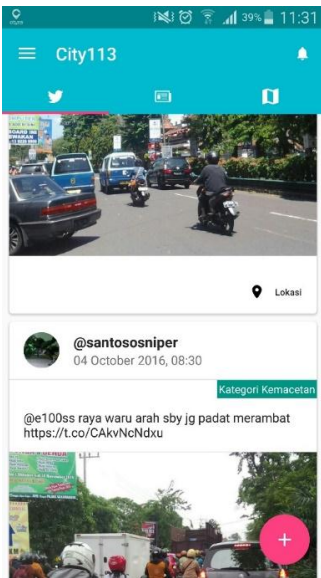 39% 11:31
City113
Lokasi
@santososniper
04 October 2016, 08:30
Kategori Kemacetan
@e100ss raya waru arah sby jg padat merambat
https://t.co/CAkvNcNdxu